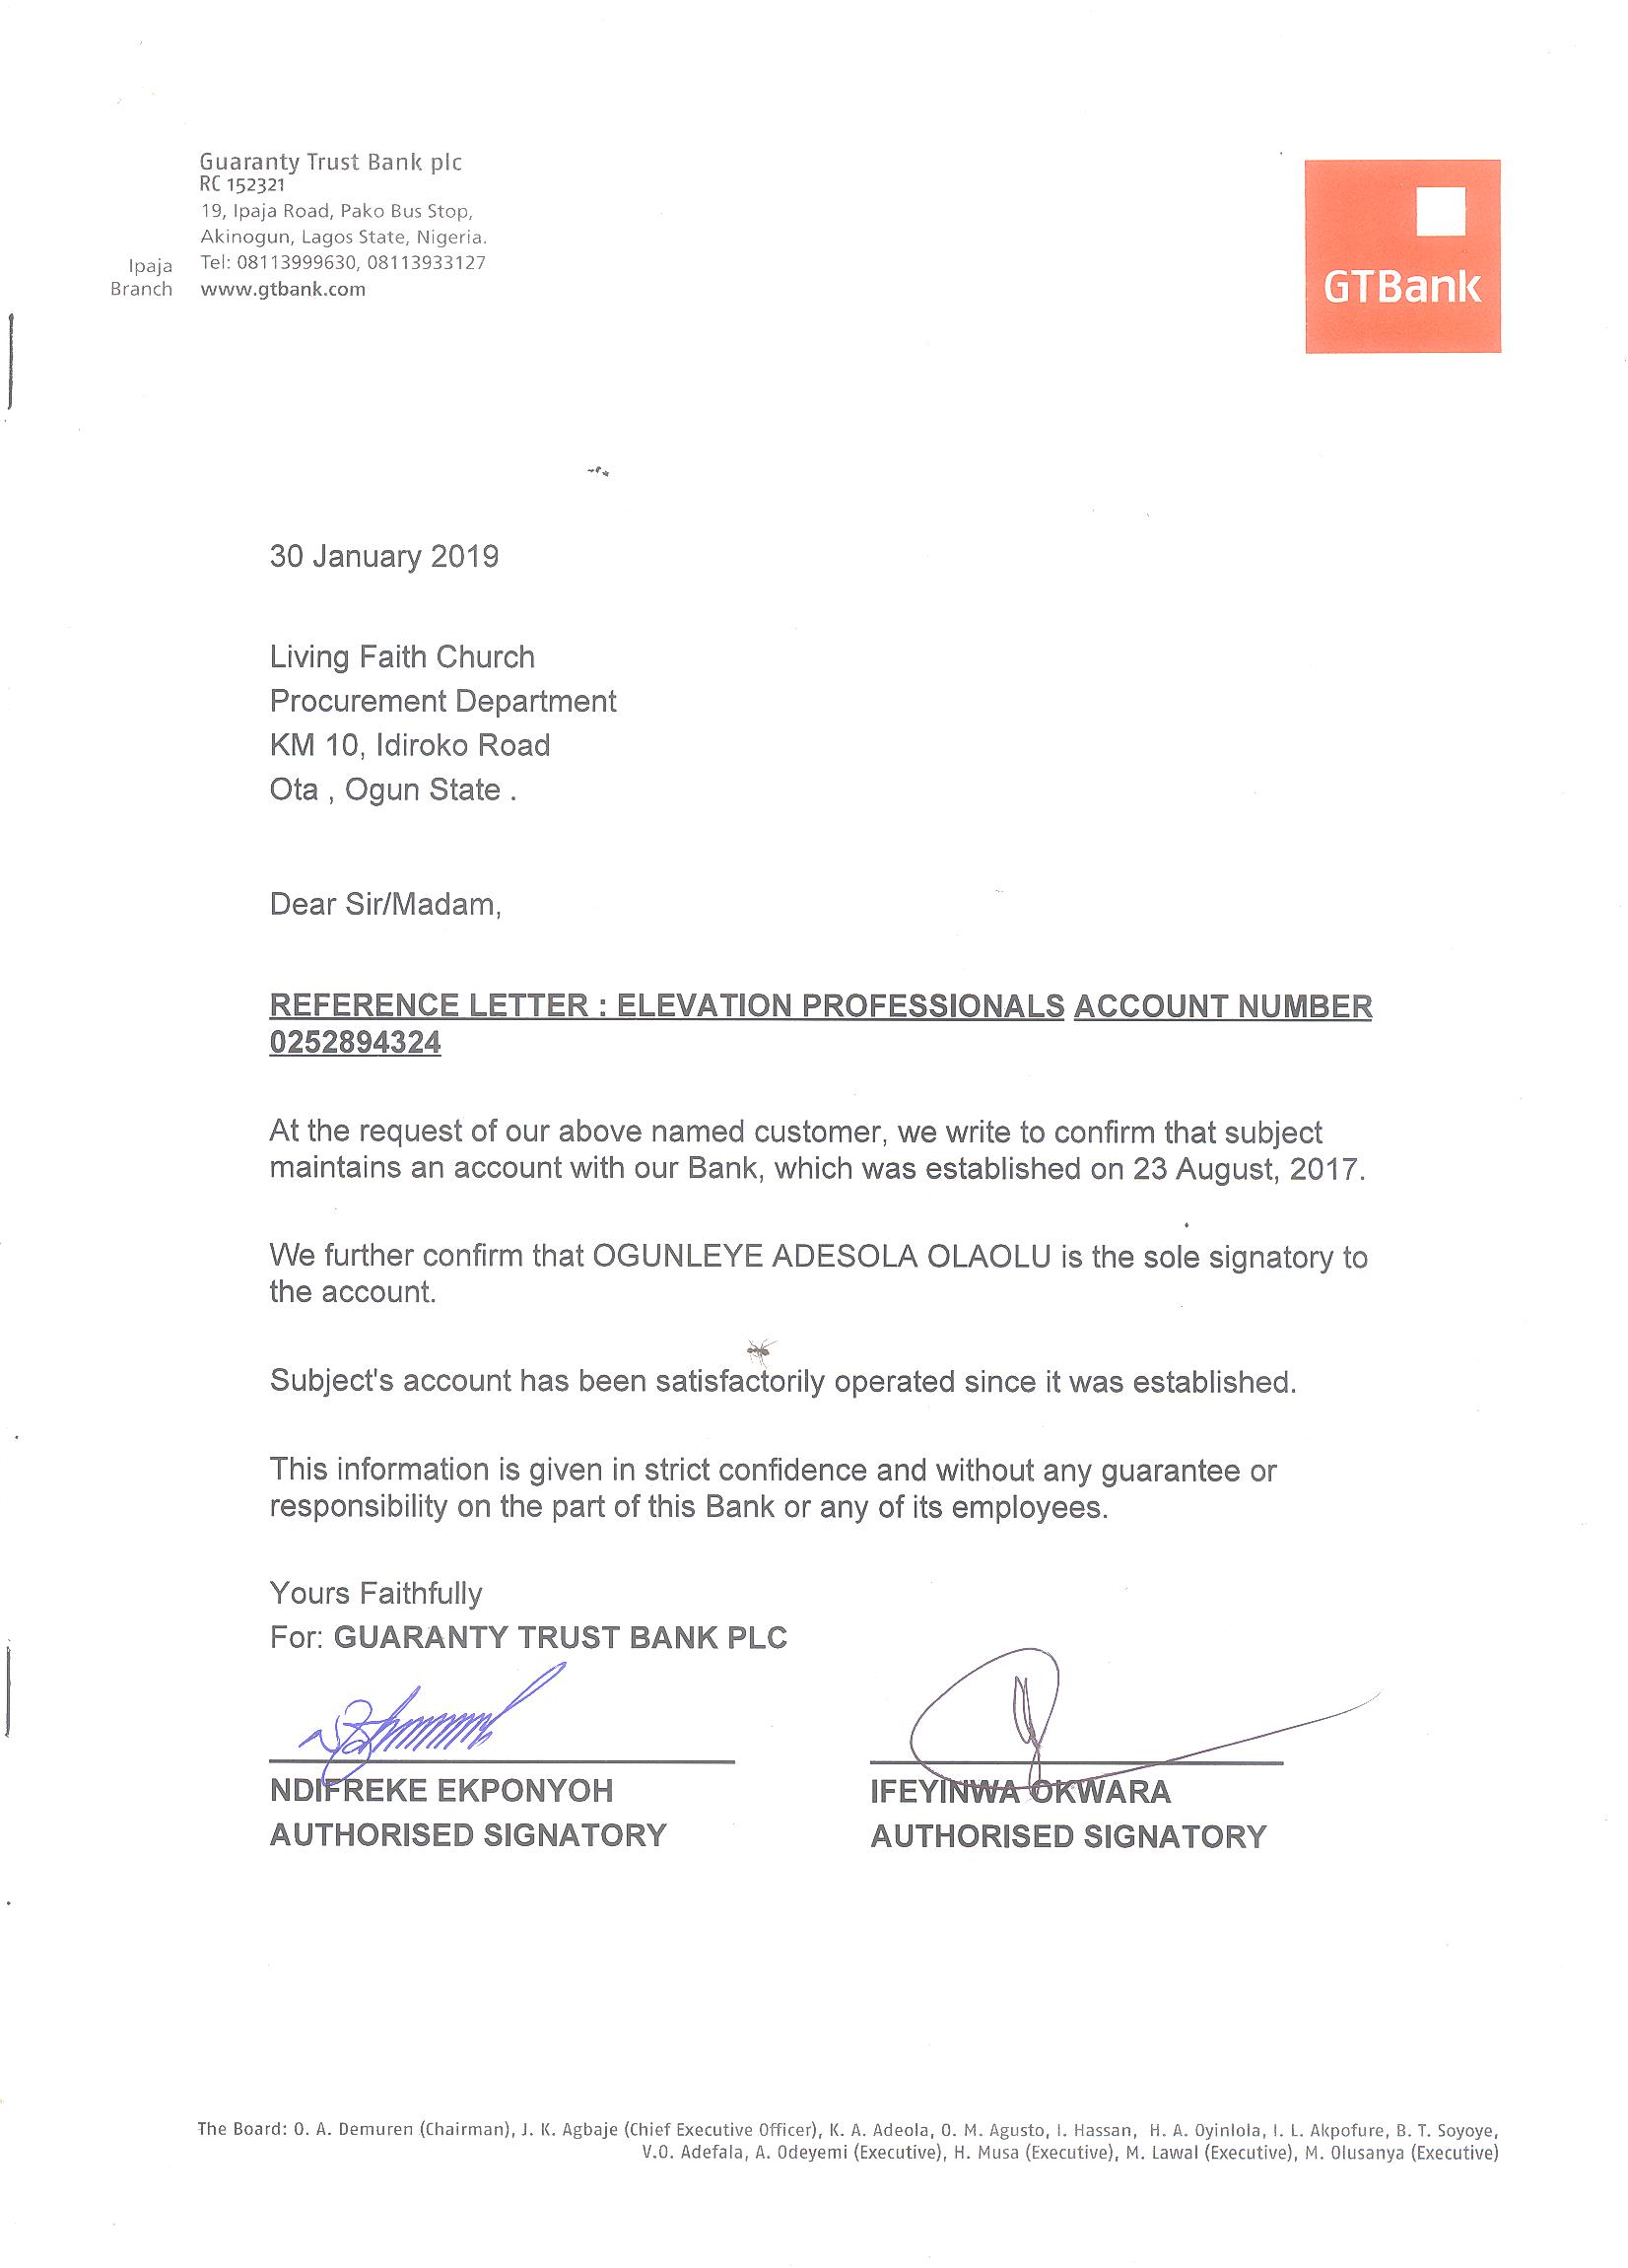 Guaranty Trust Bank plc
RC 152321
19, Ipaja Road, Pako Bus Stop,
Akinogun, Lagos State, Nigeria.
Ipaja Tel: 08113999630, 08113933127
Branch www.gtbank.com
GTBank
30 January 2019
Living Faith Church
Procurement Department
KM 10, Idiroko Road
Ota , Ogun State .
Dear Sir/Madam,
REFERENCE LETTER : ELEVATION PROFESSIONALS ACCOUNT NUMBER
0252894324
At the request of our above named customer, we write to confirm that subject
maintains an account with our Bank, which was established on 23 August, 2017.
We further confirm that OGUNLEYE ADESOLA OLAOLU is the sole signatory to
the account.
Subject's account has been satisfactorily operated since it was established.
This information is given in strict confidence and without any guarantee or
responsibility on the part of this Bank or any of its employees.
Yours Faithfully
For: GUARANTY TRUST BANK PLC
NDIFREKE EKPONYOH IFEYINWA OKWARA
AUTHORISED SIGNATORY AUTHORISED SIGNATORY
The Board: O. A. Demuren (Chairman), J. K. Agbaje (Chief Executive Officer), K. A. Adeola, O. M. Agusto, I. Hassan, H. A. Oyinlola, I. L. Akpofure, B. T. Soyoye,
V.O. Adefala, A. Odeyemi (Executive), H. Musa (Executive), M. Lawal (Executive), M. Olusanya (Executive)